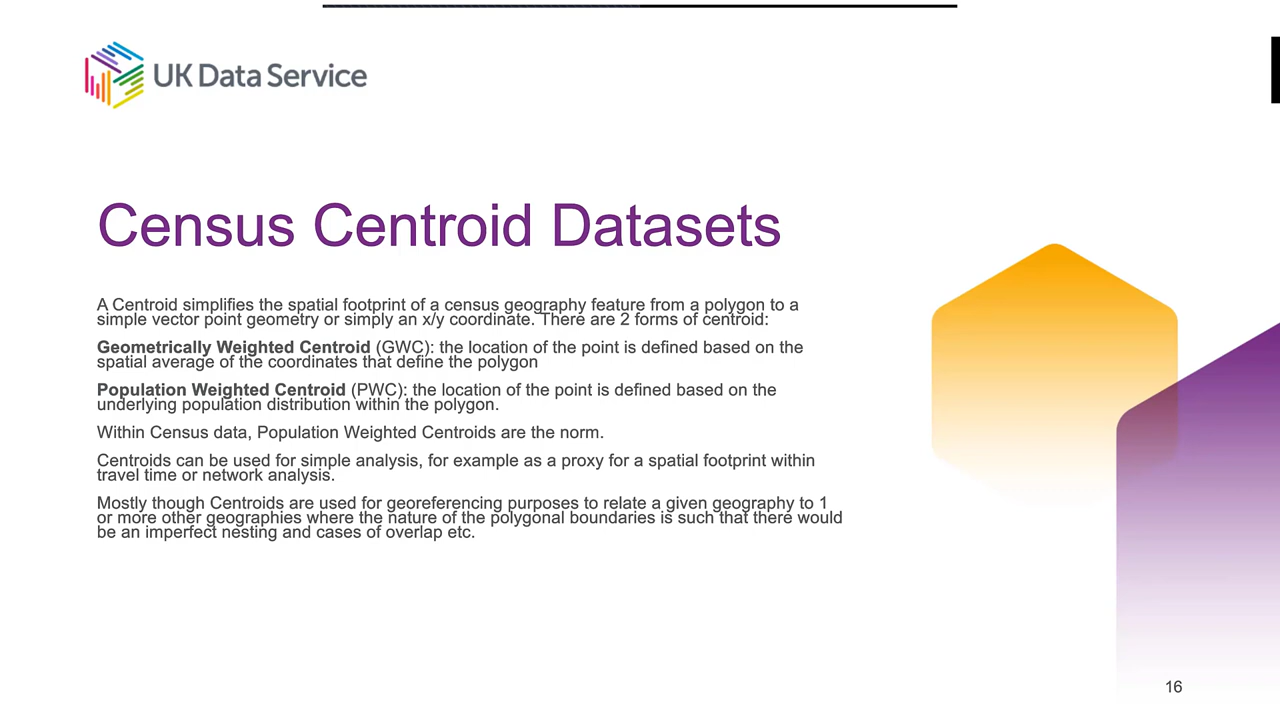 UK Data Service
Census Centroid Datasets
A Centroid simplifies the spatial footprint of a census geography feature from a polygon to a
simple vector point geometry or simply an x/y coordinate. There are 2 forms of centroid:
Geometrically Weighted Centroid (GWC): the location of the point is defined based on the
spatial average of the coordinates that define the polygon
Population Weighted Centroid (PWC): the location of the point is defined based on the
underlying population distribution within the polygon.
Within Census data, Population Weighted Centroids are the norm.
Centroids can be used for simple analysis, for example as a proxy for a spatial footprint within
travel time or network analysis.
Mostly though Centroids are used for georeferencing purposes to relate a given geography to 1
or more other geographies where the nature of the polygonal boundaries is such that there would
be an imperfect nesting and cases of overlap etc.
16